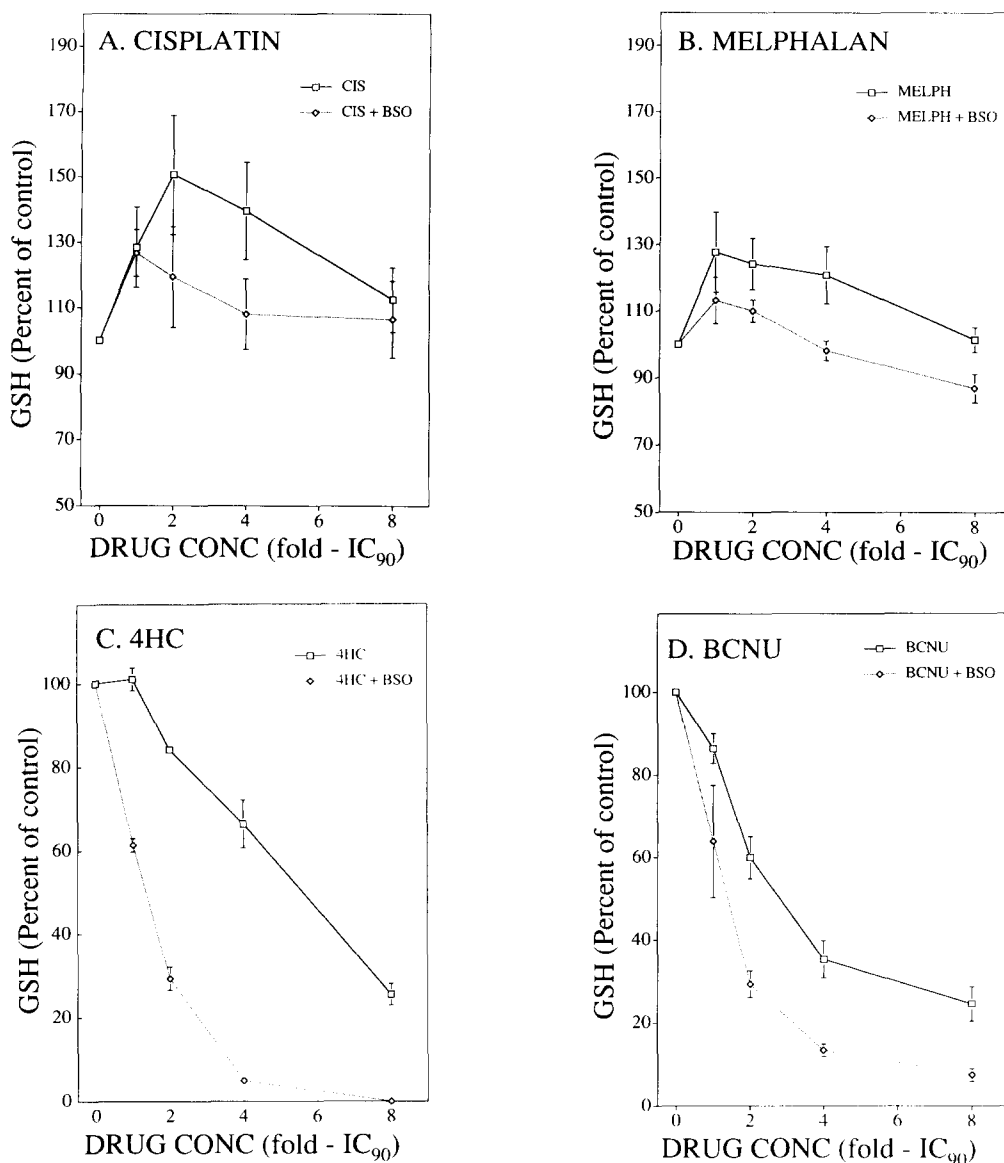 A. CISPLATIN
CIS
CIS + BSO
GSH (Percent of control)
190
170
150
130
110
90
70
50
0 2 4 6 8
DRUG CONC (fold - IC90)
B. MELPHALAN
MELPH
MELPH + BSO
GSH (Percent of control)
190
170
150
130
110
90
70
50
0 2 4 6 8
DRUG CONC (fold - IC90)
C. 4HC
4HC
4HC + BSO
GSH (Percent of control)
100
80
60
40
20
0
0 2 4 6 8
DRUG CONC (fold - IC90)
D. BCNU
BCNU
BCNU + BSO
GSH (Percent of control)
100
80
60
40
20
0
0 2 4 6 8
DRUG CONC (fold - IC90)